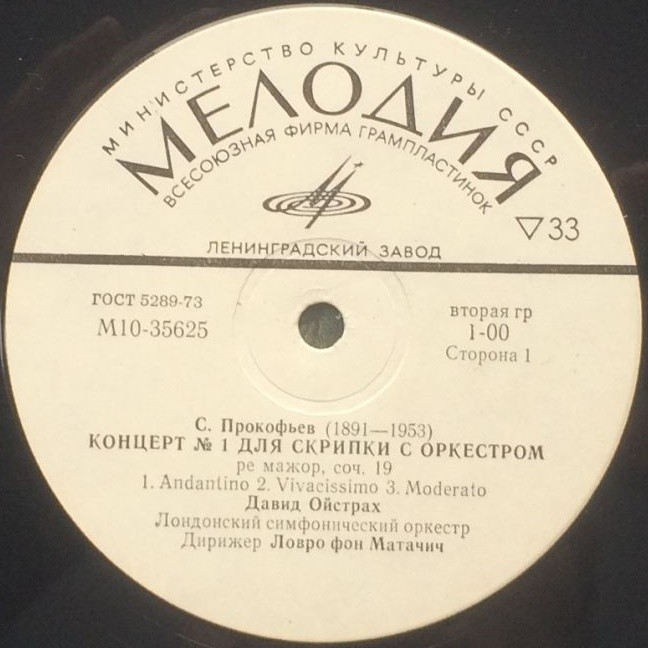 МИНИСТЕРСТВО КУЛЬТУРЫ СССР
МЕЛОДИЯ
ВСЕСОЮЗНАЯ ФИРМА ГРАМПЛАСТИНОК
33
ЛЕНИНГРАДСКИЙ ЗАВОД
ГОСТ 5289-73
М10-35625
вторая гр
1-00
Сторона 1
С. Прокофьев (1891—1953)
КОНЦЕРТ № 1 ДЛЯ СКРИПКИ С ОРКЕСТРОМ
ре мажор, соч. 19
1. Andantino 2. Vivacissimo 3. Moderato
Давид Ойстрах
Лондонский симфонический оркестр
Дирижер Ловро фон Матачич